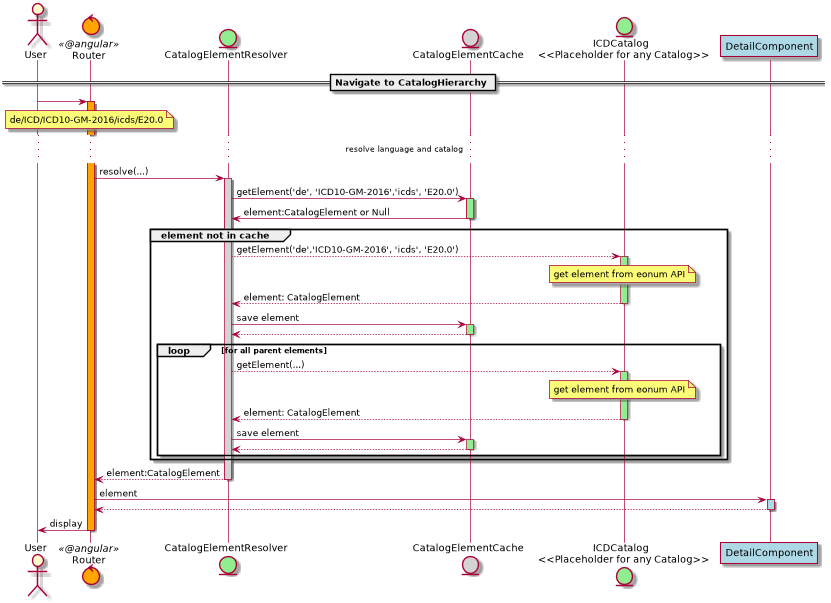 User
«@angular»
Router
CatalogElementResolver
CatalogElementCache
ICDCatalog
<<Placeholder for any Catalog>>
DetailComponent
Navigate to CatalogHierarchy
de/ICD/ICD10-GM-2016/icds/E20.0
resolve language and catalog
resolve(...)
getElement('de', 'ICD10-GM-2016','icds', 'E20.0')
element:CatalogElement or Null
element not in cache
getElement('de','ICD10-GM-2016', 'icds', 'E20.0')
get element from eonum API
element: CatalogElement
save element
loop [for all parent elements]
getElement(...)
get element from eonum API
element: CatalogElement
save element
element:CatalogElement
element
display
User
«@angular»
Router
CatalogElementResolver
CatalogElementCache
ICDCatalog
<<Placeholder for any Catalog>>
DetailComponent